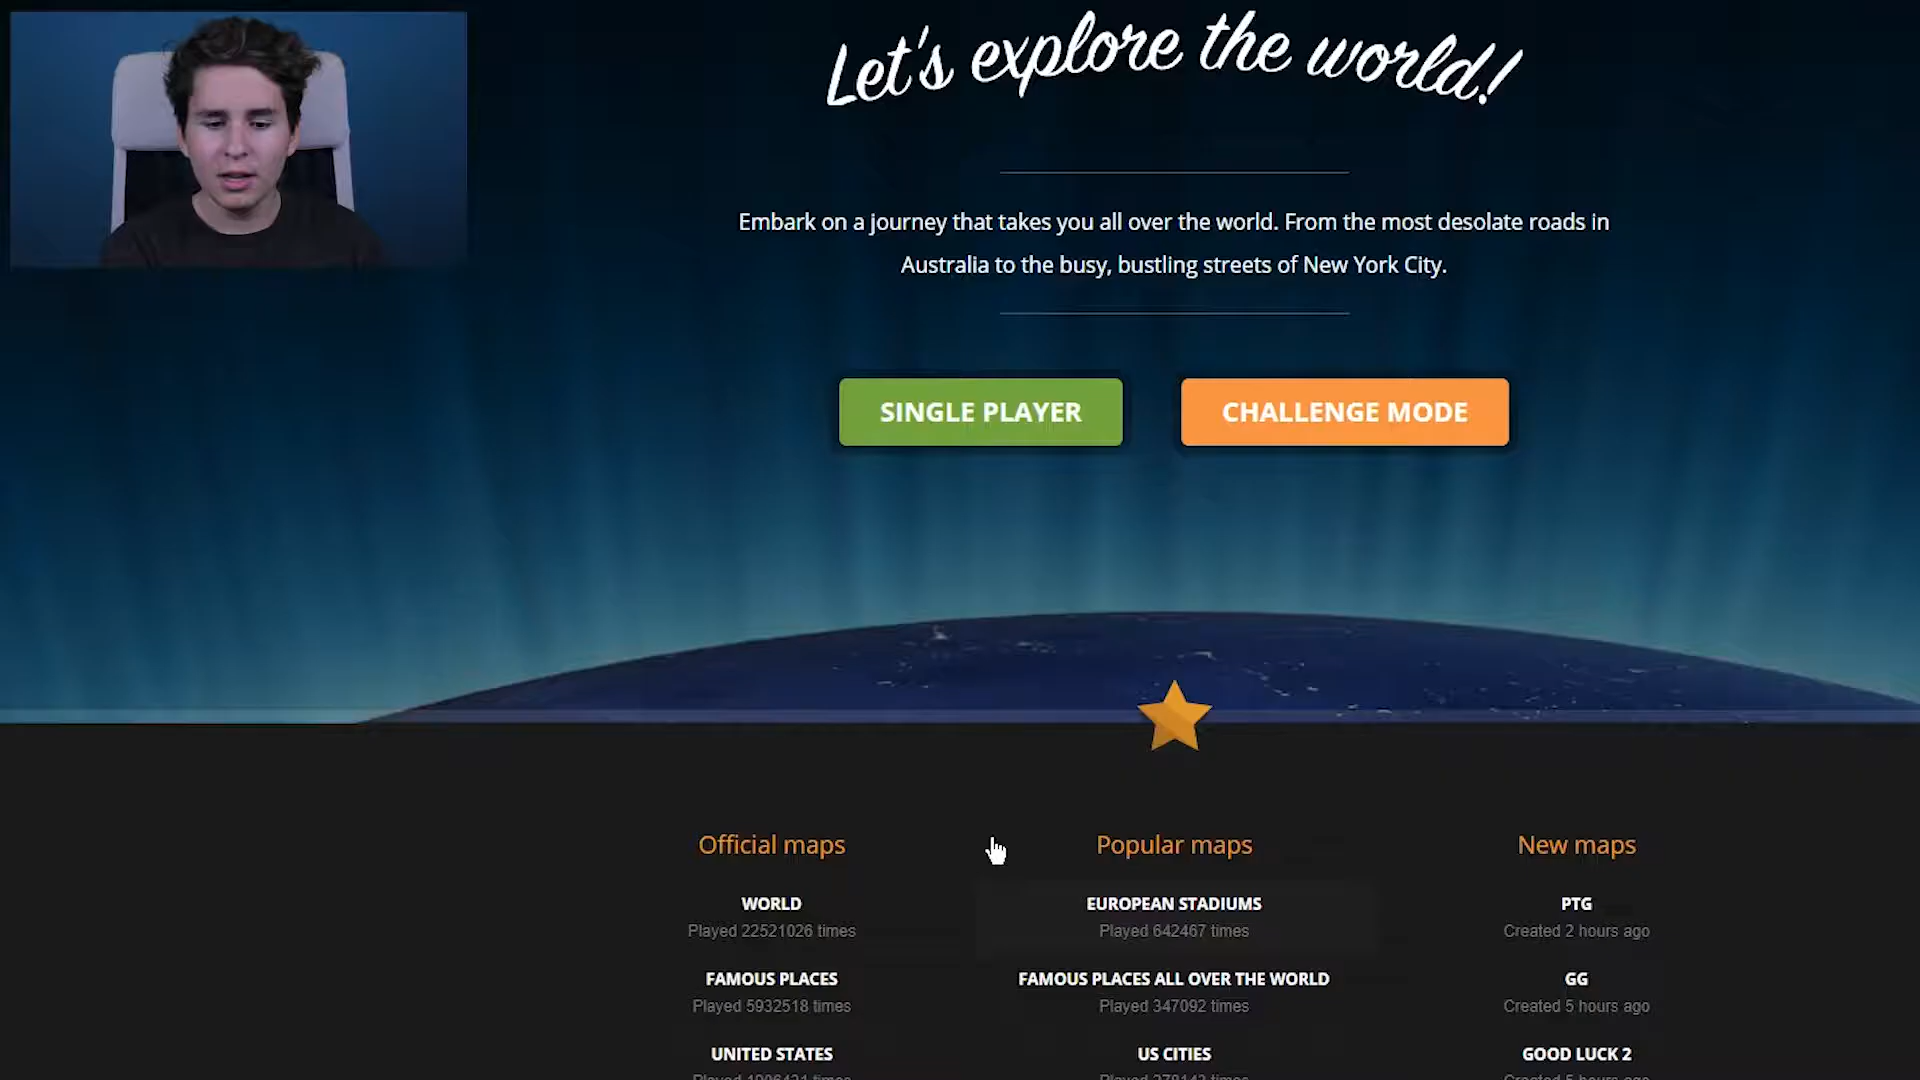 Let's explore the world!
Embark on a journey that takes you all over the world. From the most desolate roads in
Australia to the busy, bustling streets of New York City.
SINGLE PLAYER
CHALLENGE MODE
Official maps
WORLD
Played 22521026 times
FAMOUS PLACES
Played 5932518 times
UNITED STATES
Popular maps
EUROPEAN STADIUMS
Played 642467 times
FAMOUS PLACES ALL OVER THE WORLD
Played 347092 times
US CITIES
New maps
PTG
Created 2 hours ago
GG
Created 5 hours ago
GOOD LUCK 2